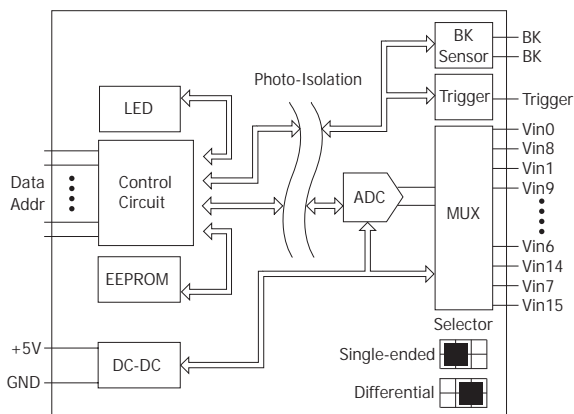 BK
Sensor
BK
BK
Photo-Isolation
LED
Trigger
Trigger
Vin0
Vin8
Vin1
Vin9
Data
Addr
Control
Circuit
ADC
MUX
Vin6
Vin14
Vin7
Vin15
EEPROM
Selector
+5V
GND
DC-DC
Single-ended
Differential